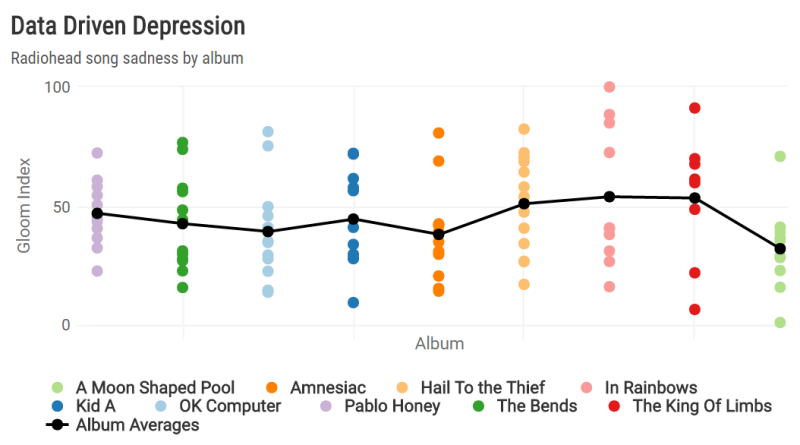 Data Driven Depression
Radiohead song sadness by album
100
50
0
Gloom Index
Album
A Moon Shaped Pool Amnesiac Hail To the Thief In Rainbows
Kid A OK Computer Pablo Honey The Bends The King Of Limbs
Album Averages